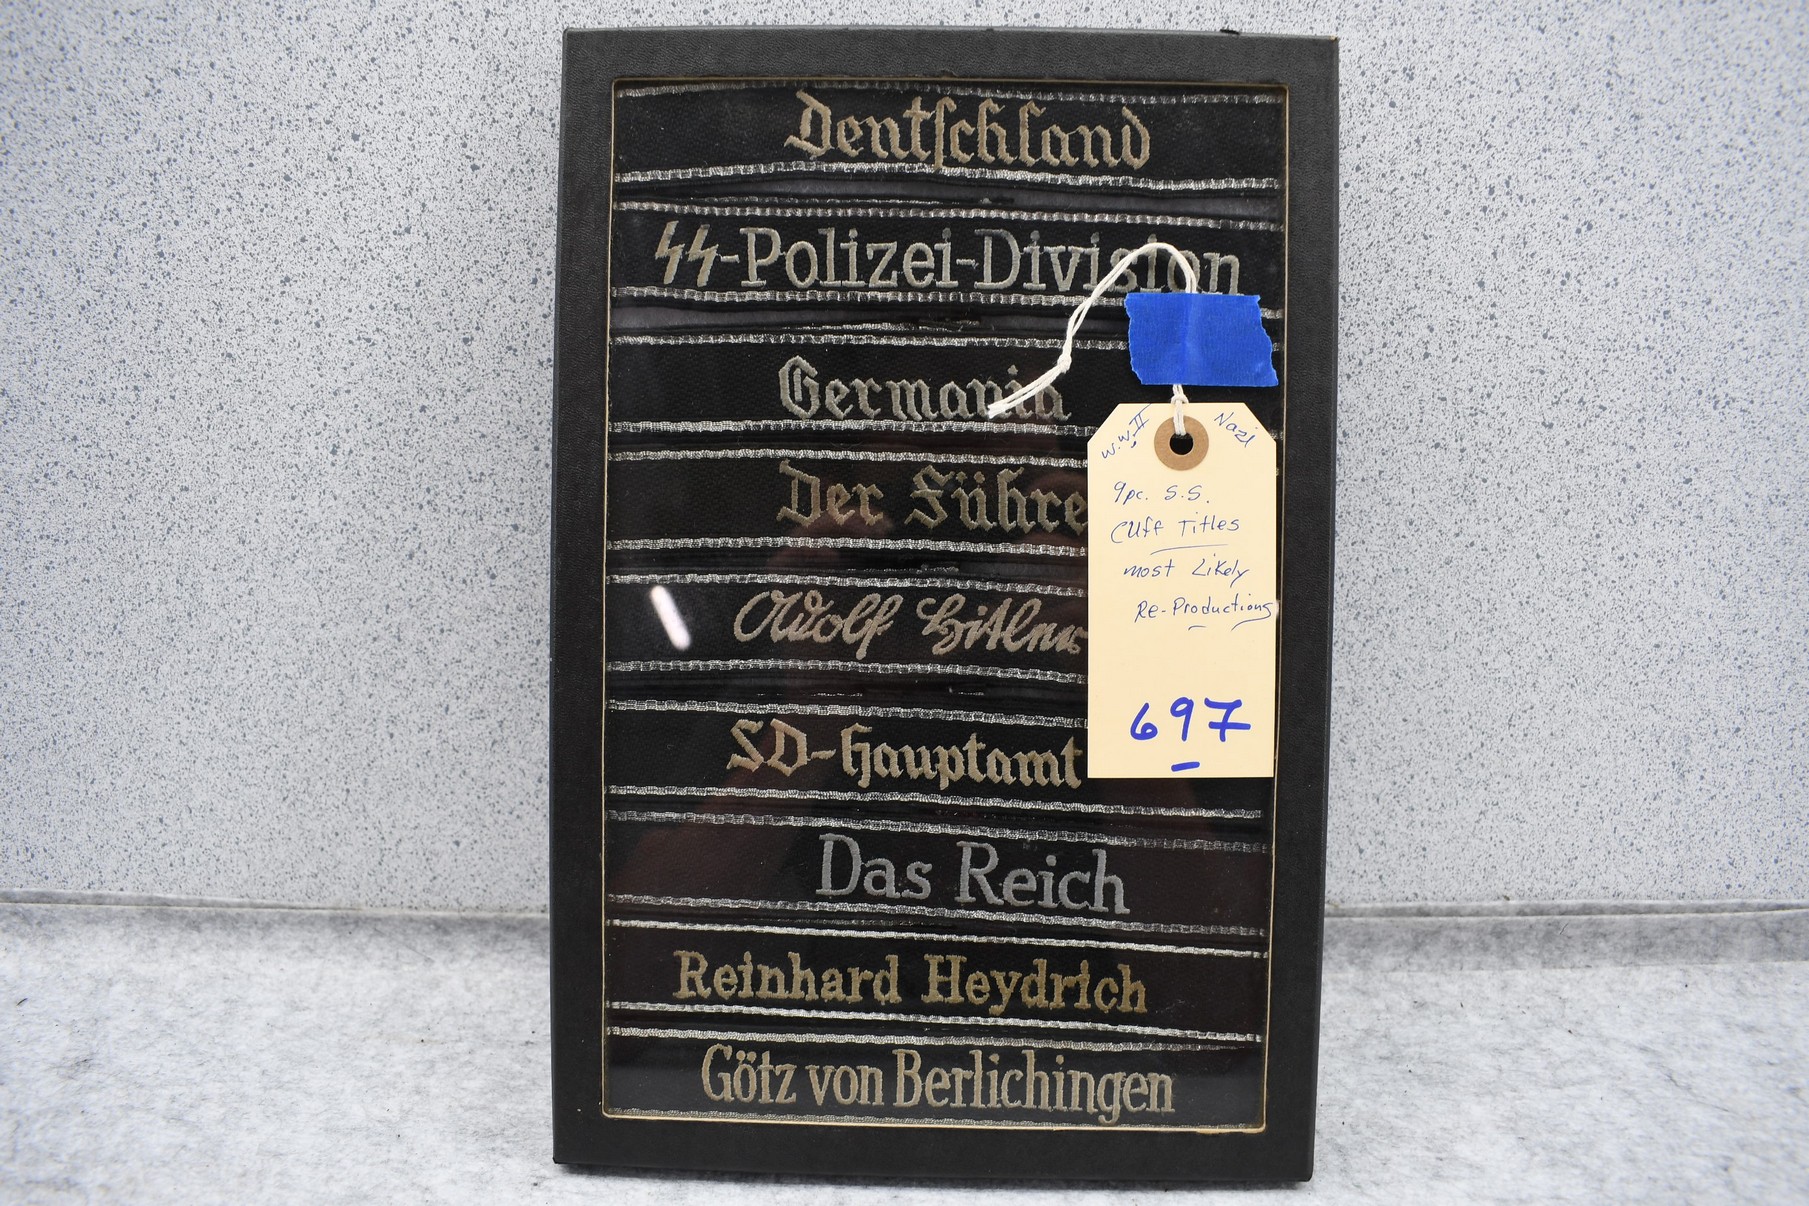 Deutschland
SS-Polizei-Division
Germania
Der Führe
Adolf Hitler
SD-Hauptamt
Das Reich
Reinhard Heydrich
Götz von Berlichingen
W.W.II Nazi
9pc. S.S.
Cuff Titles
most Likely
Re-Productions
697